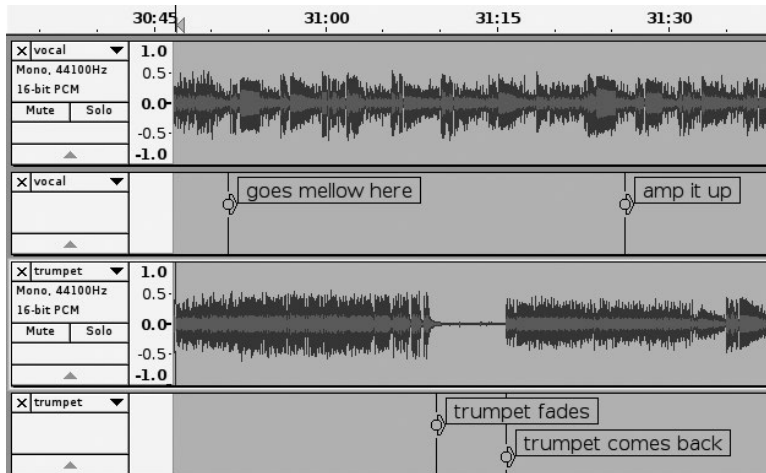 30:45 31:00 31:15 31:30
× vocal ▼
Mono, 44100Hz
16-bit PCM
Mute Solo
1.0
0.5-
0.0-
-0.5-
-1.0
× vocal ▼
goes mellow here
amp it up
× trumpet ▼
Mono, 44100Hz
16-bit PCM
Mute Solo
1.0
0.5-
0.0-
-0.5-
-1.0
× trumpet ▼
trumpet fades
trumpet comes back